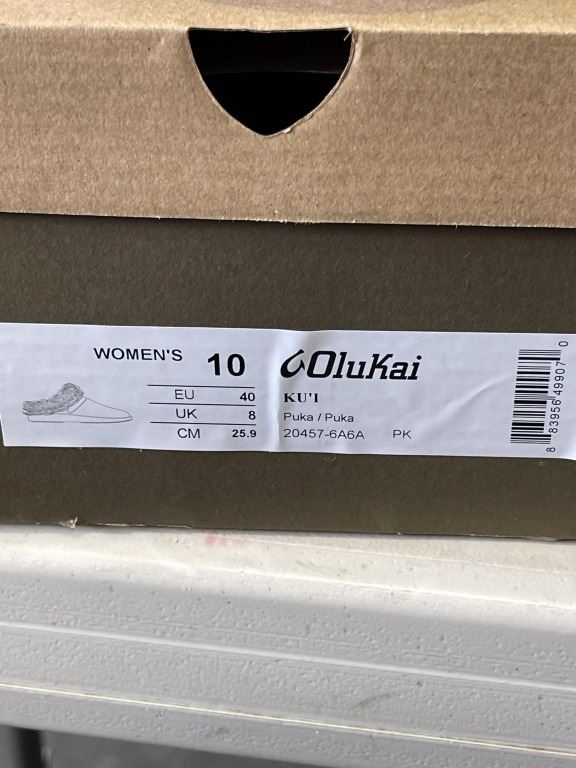 WOMEN'S 10
EU 40
UK 8
CM 25.9
OluKai
KU'I
Puka / Puka
20457-6A6A PK
8 83956 49907 0